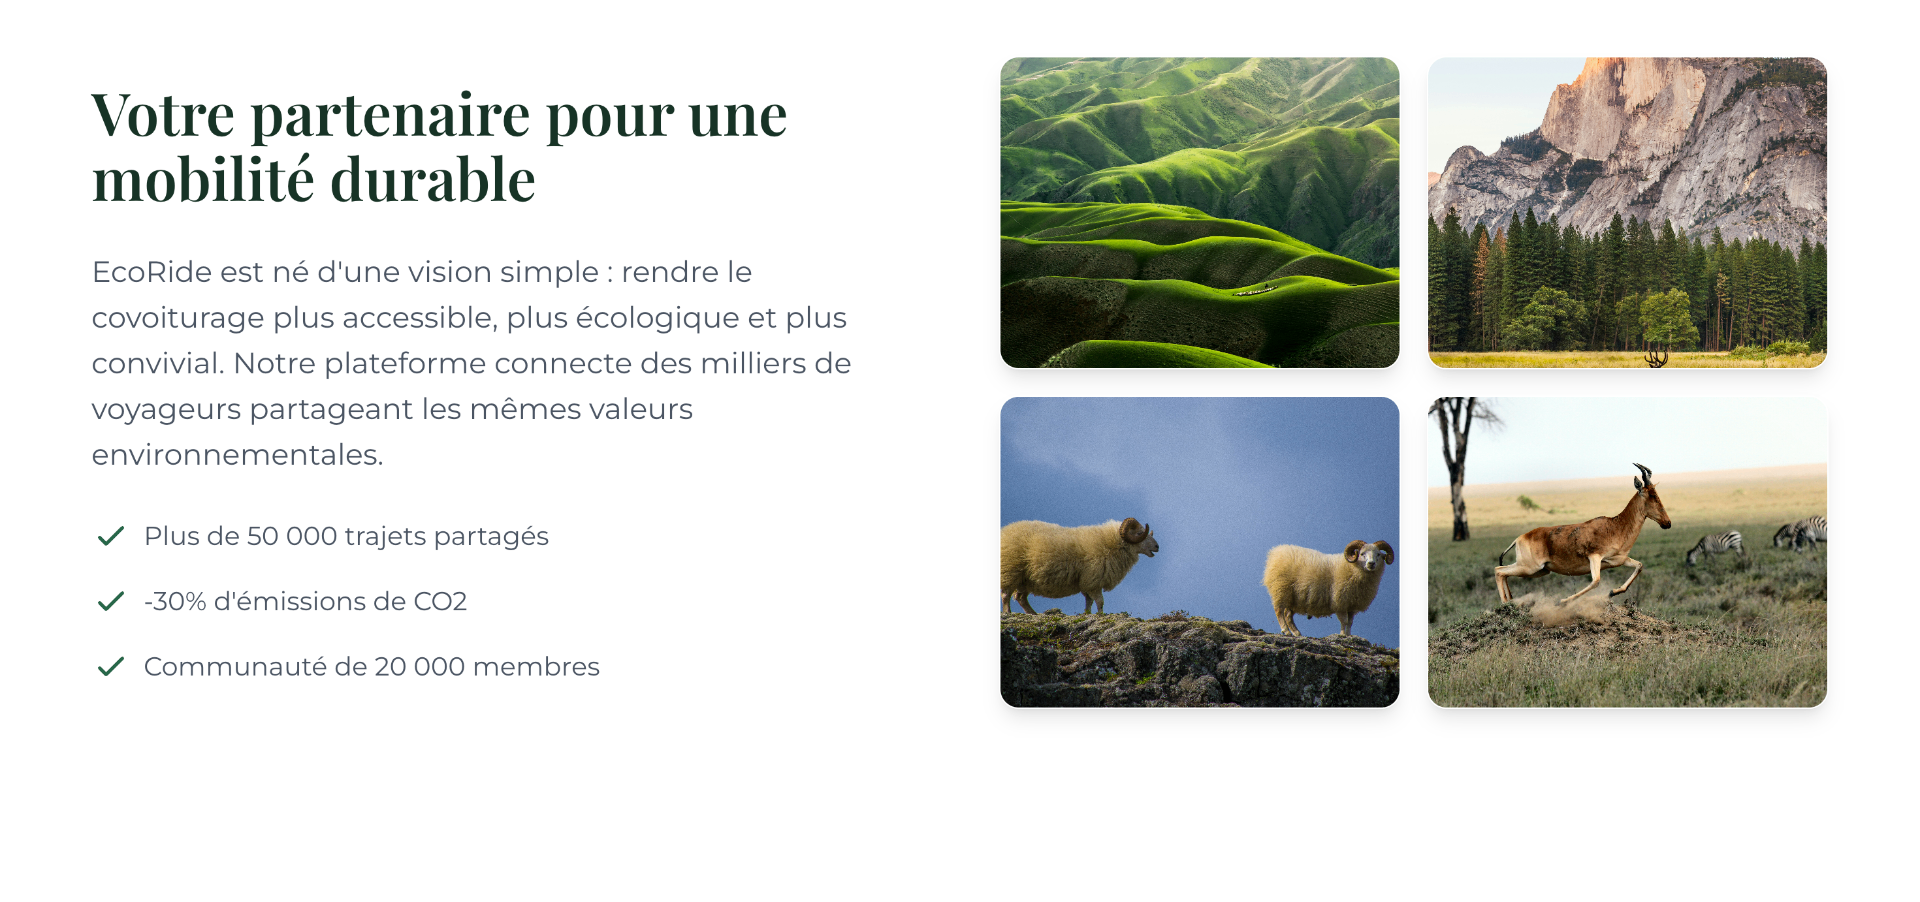 Votre partenaire pour une
mobilité durable
EcoRide est né d'une vision simple : rendre le
covoiturage plus accessible, plus écologique et plus
convivial. Notre plateforme connecte des milliers de
voyageurs partageant les mêmes valeurs
environnementales.
Plus de 50 000 trajets partagés
-30% d'émissions de CO2
Communauté de 20 000 membres